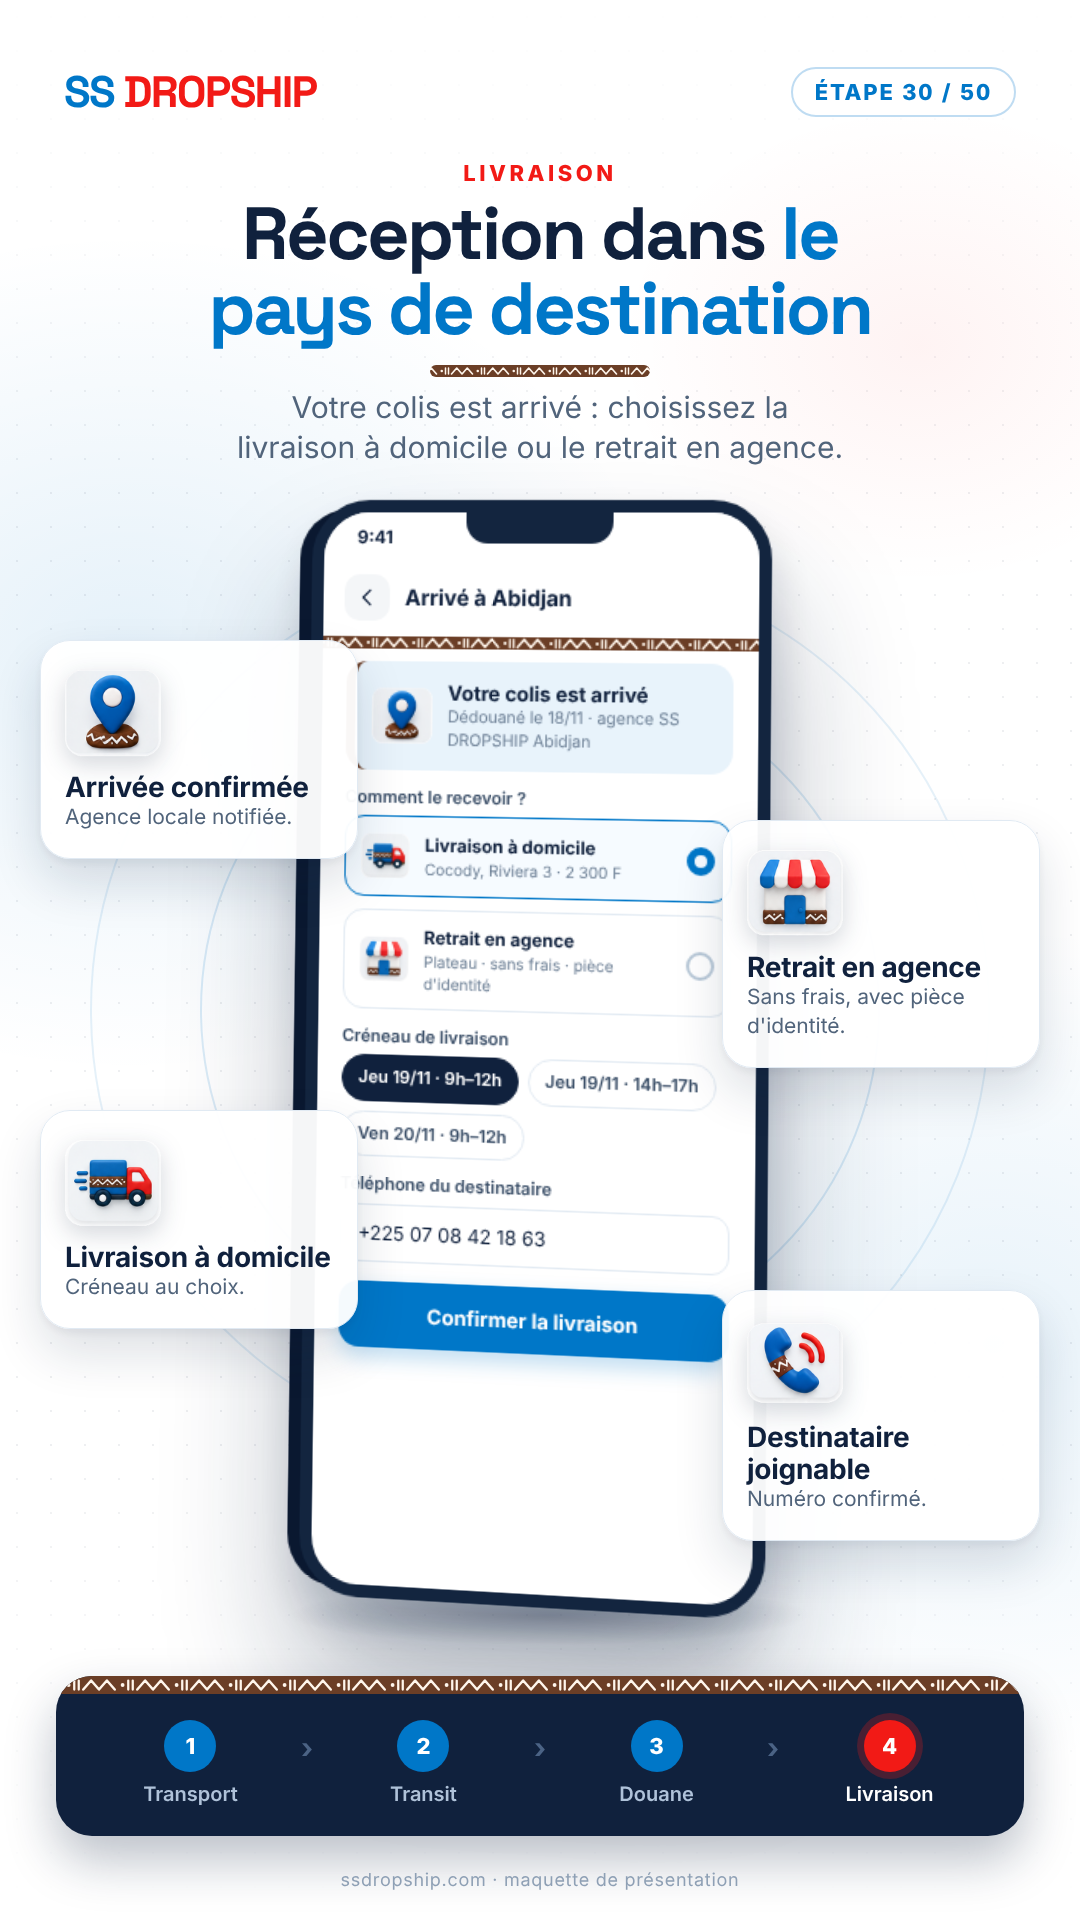 SS DROPSHIP
ÉTAPE 30 / 50
LIVRAISON
Réception dans le
pays de destination
Votre colis est arrivé : choisissez la
livraison à domicile ou le retrait en agence.
9:41
Arrivé à Abidjan
Votre colis est arrivé
Dédouané le 18/11 · agence SS
DROPSHIP Abidjan
Arrivée confirmée
Agence locale notifiée.
omment le recevoir ?
Livraison à domicile
Cocody, Riviera 3 · 2 300 F
Retrait en agence
Plateau · sans frais · pièce
d'identité
Retrait en agence
Sans frais, avec pièce
d'identité.
Créneau de livraison
Jeu 19/11 · 9h–12h
Jeu 19/11 · 14h–17h
Ven 20/11 · 9h–12h
Téléphone du destinataire
+225 07 08 42 18 63
Livraison à domicile
Créneau au choix.
Confirmer la livraison
Destinataire
joignable
Numéro confirmé.
1
›
2
›
3
›
4
Transport
Transit
Douane
Livraison
ssdropship.com · maquette de présentation